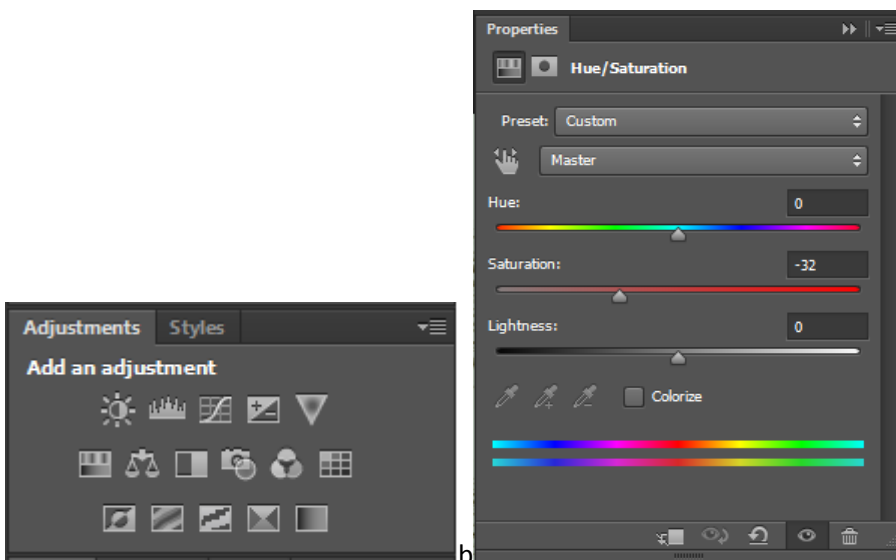 Adjustments Styles
Add an adjustment
b
Properties
Hue/Saturation
Preset: Custom
Master
Hue: 0
Saturation: -32
Lightness: 0
Colorize